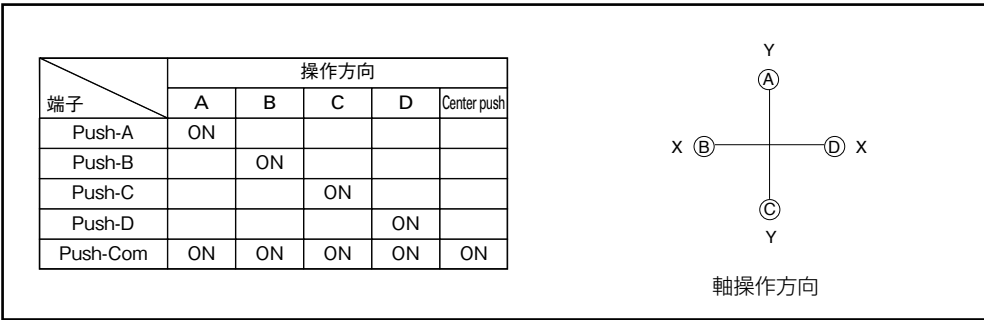 操作方向
端子 A B C D Center push
Push-A ON
Push-B ON
Push-C ON
Push-D ON
Push-Com ON ON ON ON ON
Y
A
X B D X
C
Y
軸操作方向